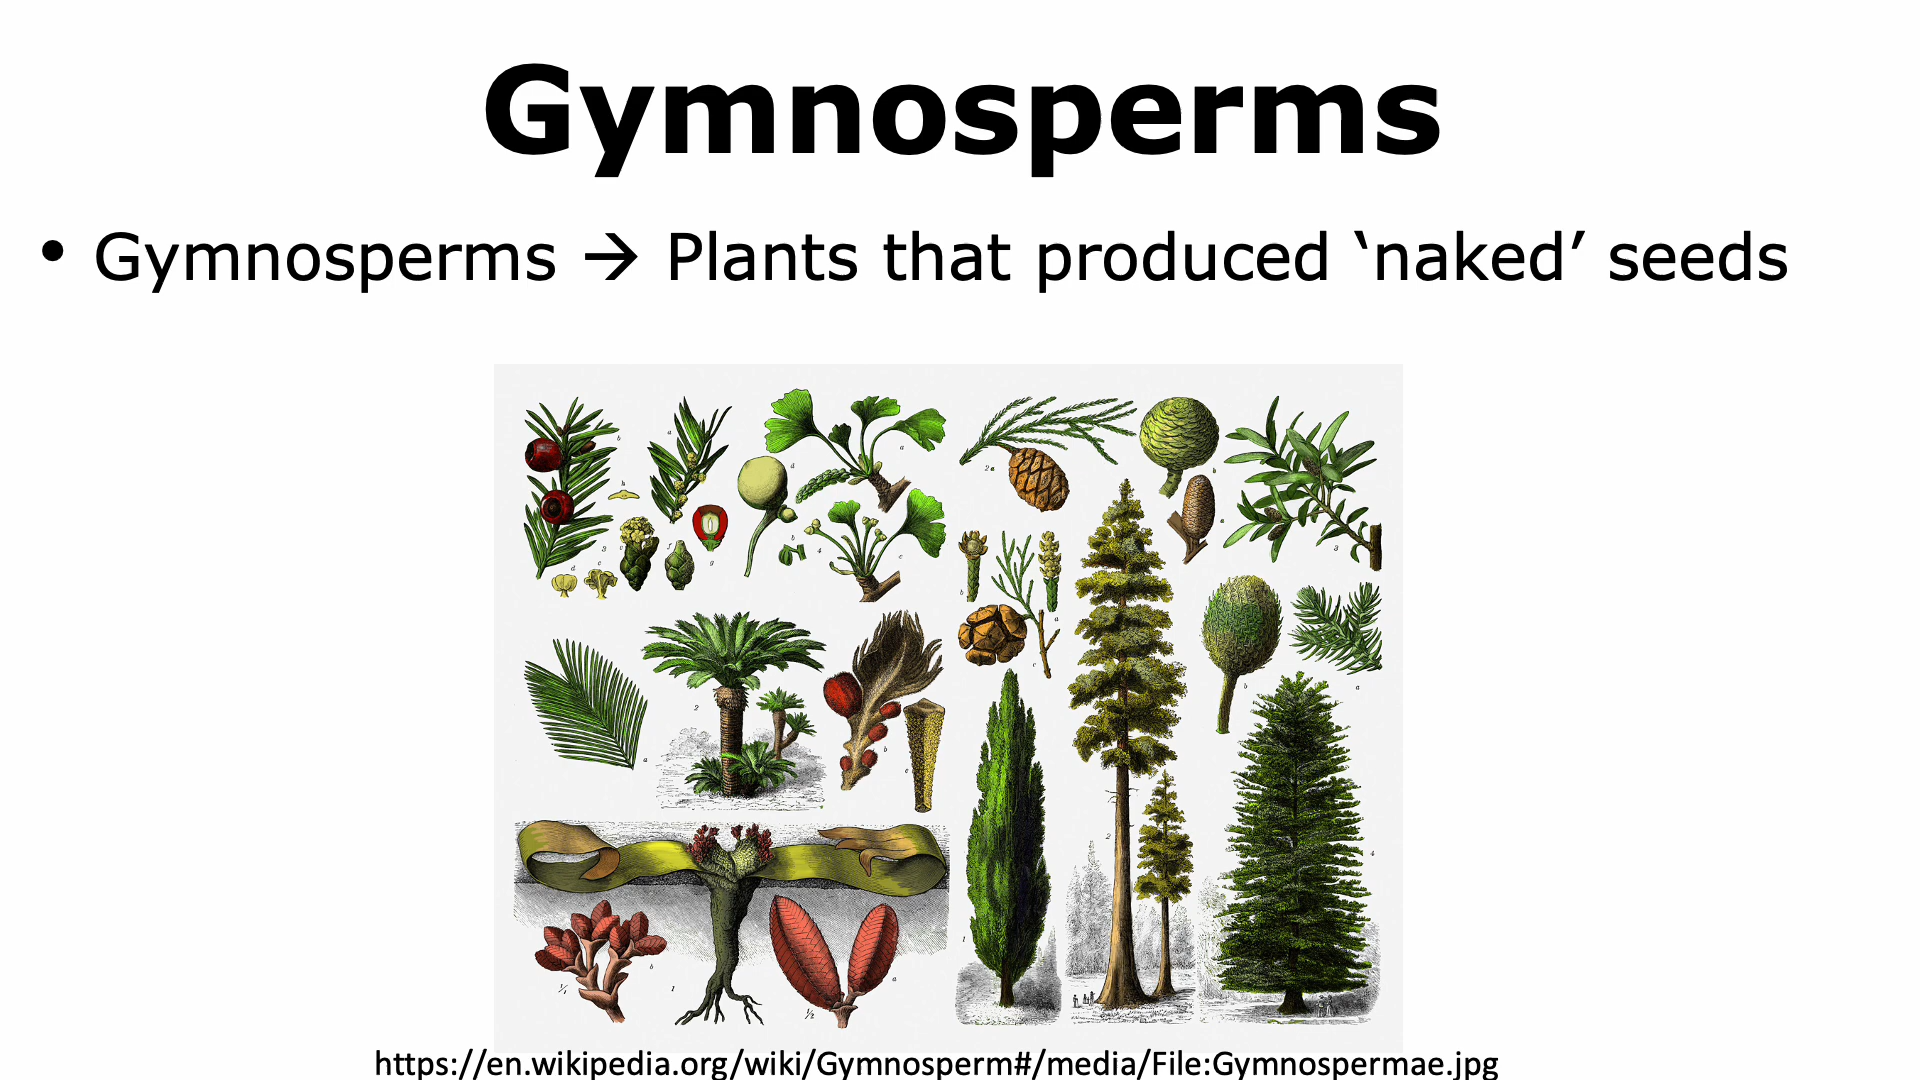 Gymnosperms
• Gymnosperms → Plants that produced ‘naked’ seeds
https://en.wikipedia.org/wiki/Gymnosperm#/media/File:Gymnospermae.jpg